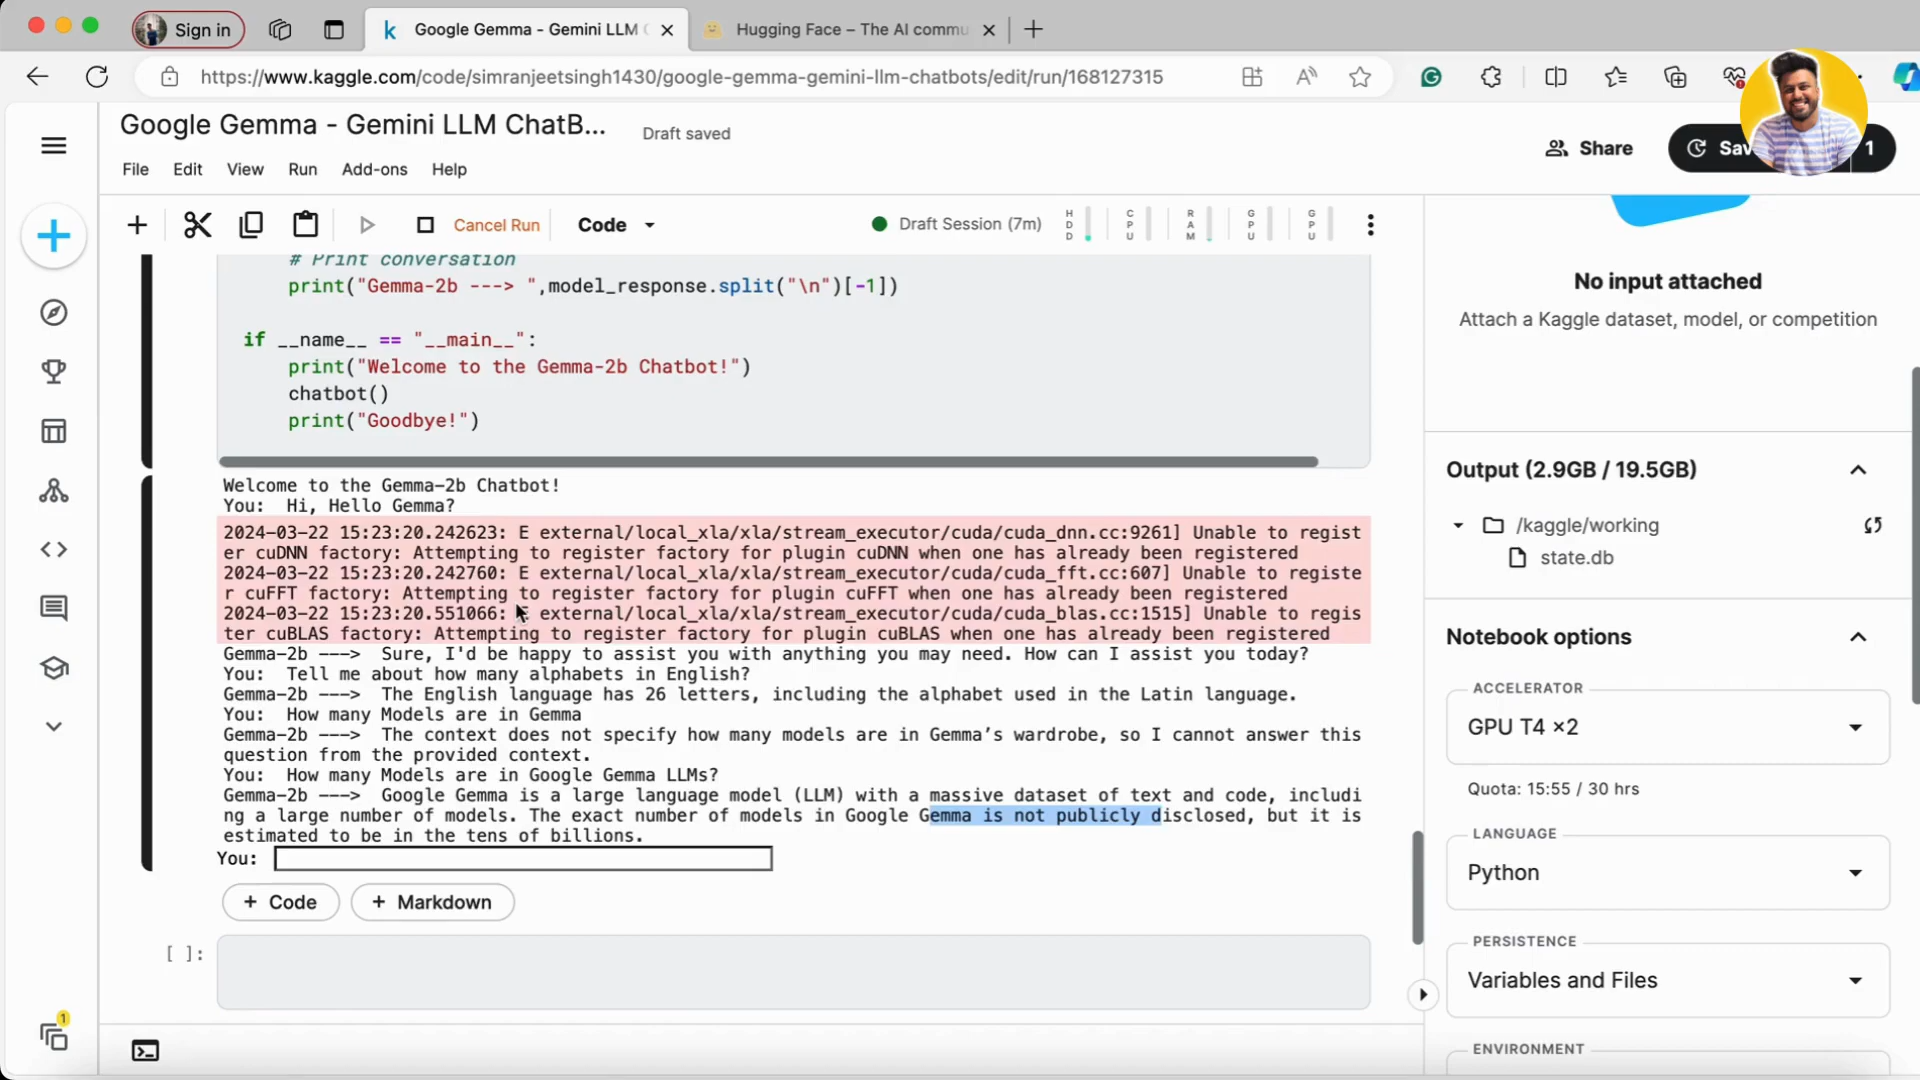 Sign in
Google Gemma - Gemini LLM C
Hugging Face – The AI commu
https://www.kaggle.com/code/simranjeetsingh1430/google-gemma-gemini-llm-chatbots/edit/run/168127315
Google Gemma - Gemini LLM ChatB...
Draft saved
Share
Sav
1
File
Edit
View
Run
Add-ons
Help
Cancel Run
Code
Draft Session (7m)
HDD
CPU
RAM
GPU
GPU
# Print conversation
print("Gemma-2b ---> ",model_response.split("\n")[-1])
if __name__ == "__main__":
print("Welcome to the Gemma-2b Chatbot!")
chatbot()
print("Goodbye!")
Welcome to the Gemma-2b Chatbot!
You:  Hi, Hello Gemma?
2024-03-22 15:23:20.242623: E external/local_xla/xla/stream_executor/cuda/cuda_dnn.cc:9261] Unable to regist
er cuDNN factory: Attempting to register factory for plugin cuDNN when one has already been registered
2024-03-22 15:23:20.242760: E external/local_xla/xla/stream_executor/cuda/cuda_fft.cc:607] Unable to registe
r cuFFT factory: Attempting to register factory for plugin cuFFT when one has already been registered
2024-03-22 15:23:20.551066: E external/local_xla/xla/stream_executor/cuda/cuda_blas.cc:1515] Unable to regis
ter cuBLAS factory: Attempting to register factory for plugin cuBLAS when one has already been registered
Gemma-2b --->  Sure, I'd be happy to assist you with anything you may need. How can I assist you today?
You:  Tell me about how many alphabets in English?
Gemma-2b --->  The English language has 26 letters, including the alphabet used in the Latin language.
You:  How many Models are in Gemma
Gemma-2b --->  The context does not specify how many models are in Gemma's wardrobe, so I cannot answer this
question from the provided context.
You:  How many Models are in Google Gemma LLMs?
Gemma-2b --->  Google Gemma is a large language model (LLM) with a massive dataset of text and code, includi
ng a large number of models. The exact number of models in Google Gemma is not publicly disclosed, but it is
estimated to be in the tens of billions.
You:
+ Code
+ Markdown
[ ]:
1
No input attached
Attach a Kaggle dataset, model, or competition
Output (2.9GB / 19.5GB)
/kaggle/working
state.db
Notebook options
ACCELERATOR
GPU T4 ×2
Quota: 15:55 / 30 hrs
LANGUAGE
Python
PERSISTENCE
Variables and Files
ENVIRONMENT